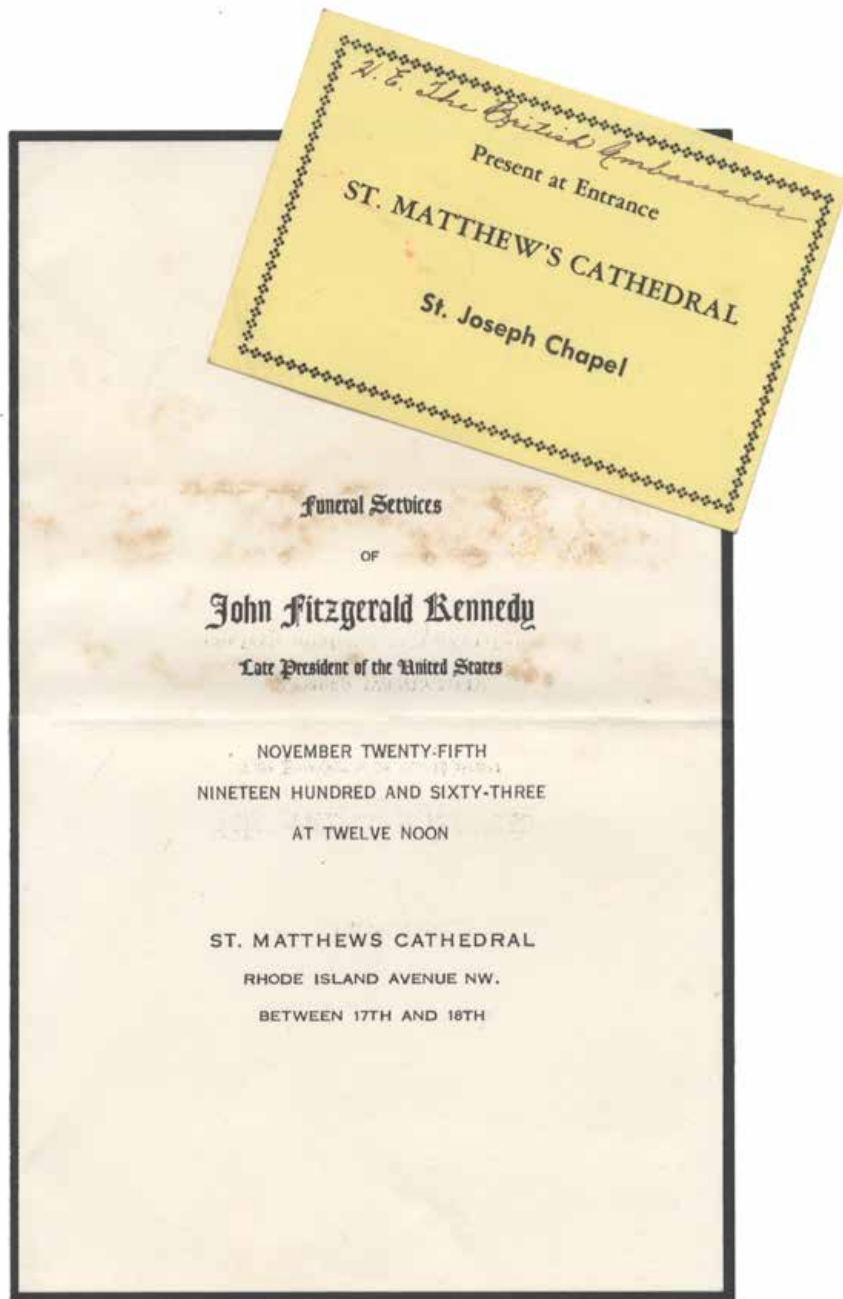 H. E. The British Ambassador
Present at Entrance
ST. MATTHEW'S CATHEDRAL
St. Joseph Chapel
Funeral Services
OF
John Fitzgerald Kennedy
Late President of the United States
NOVEMBER TWENTY-FIFTH
NINETEEN HUNDRED AND SIXTY-THREE
AT TWELVE NOON
ST. MATTHEWS CATHEDRAL
RHODE ISLAND AVENUE NW.
BETWEEN 17TH AND 18TH